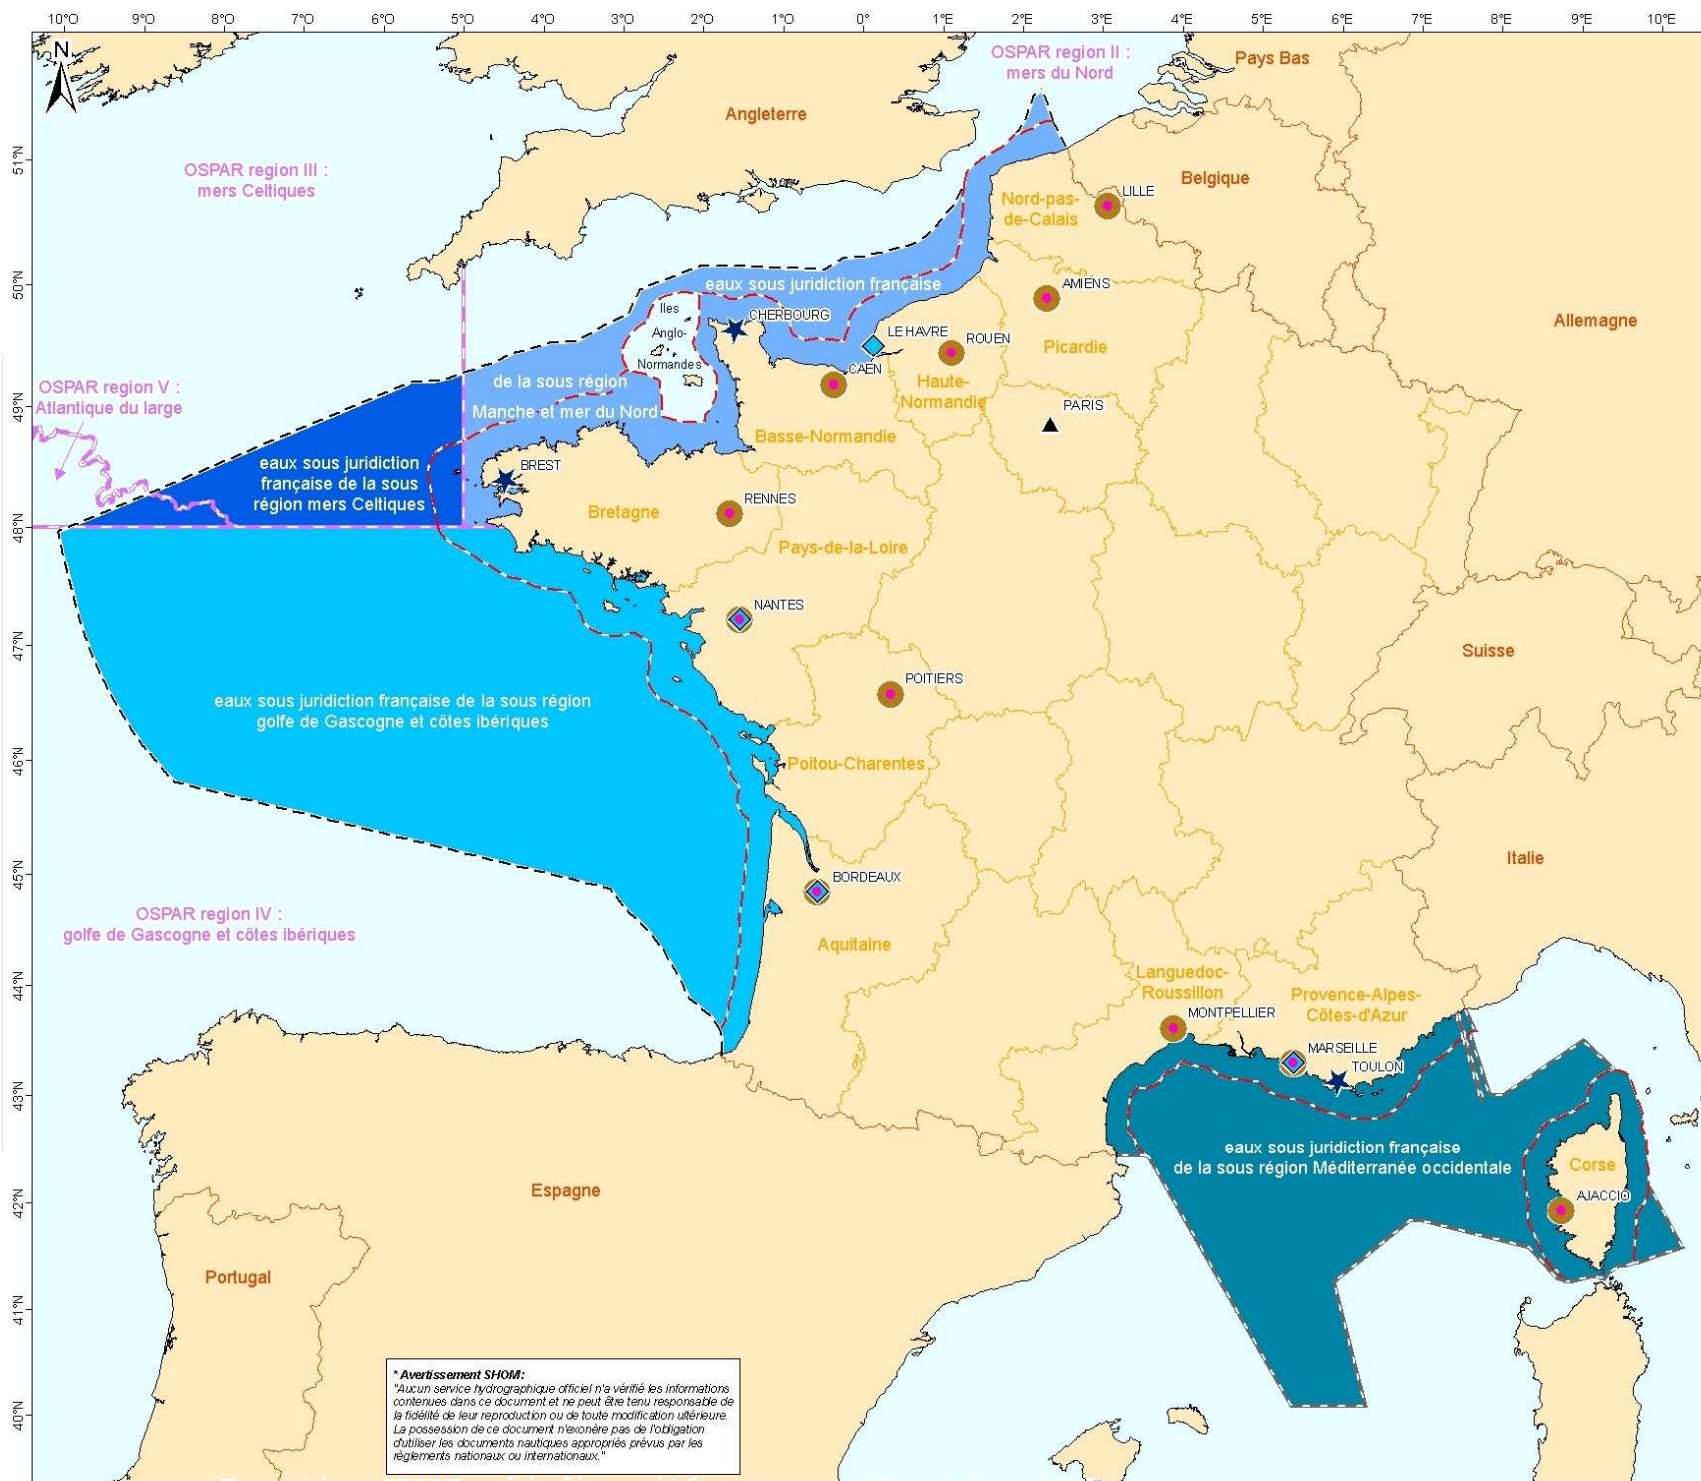 10°O 9°O 8°O 7°O 6°O 5°O 4°O 3°O 2°O 1°O 0° 1°E 2°E 3°E 4°E 5°E 6°E 7°E 8°E 9°E 10°E
N
OSPAR region II :
mers du Nord
Pays Bas
Angleterre
51°N
OSPAR region III :
mers Celtiques
Belgique
LILLE
Nord-pas-
de-Calais
50°N
eaux sous juridiction française
AMIENS
Iles
Anglo-
Normandes
CHERBOURG
LE HAVRE
ROUEN
Picardie
Allemagne
CAEN
de la sous région
Manche et mer du Nord
Haute-
Normandie
OSPAR region V :
Atlantique du large
49°N
PARIS
Basse-Normandie
eaux sous juridiction
française de la sous
région mers Celtiques
BREST
RENNES
Bretagne
48°N
Pays-de-la-Loire
NANTES
47°N
Suisse
POITIERS
eaux sous juridiction française de la sous région
golfe de Gascogne et côtes ibériques
46°N
Poitou-Charentes
Italie
45°N
BORDEAUX
OSPAR region IV :
golfe de Gascogne et côtes ibériques
Aquitaine
44°N
Languedoc-
Roussillon
Provence-Alpes-
Côtes-d'Azur
MONTPELLIER
MARSEILLE
TOULON
43°N
eaux sous juridiction française
de la sous région Méditerranée occidentale
Corse
AJACCIO
42°N
Espagne
Portugal
41°N
40°N
* Avertissement SHOM:
"Aucun service hydrographique officiel n'a vérifié les informations
contenues dans ce document et ne peut être tenu responsable de
la fidélité de leur reproduction ou de toute modification ultérieure.
La possession de ce document n'exonère pas de l'obligation
d'utiliser les documents nautiques appropriés prévus par les
règlements nationaux ou internationaux."